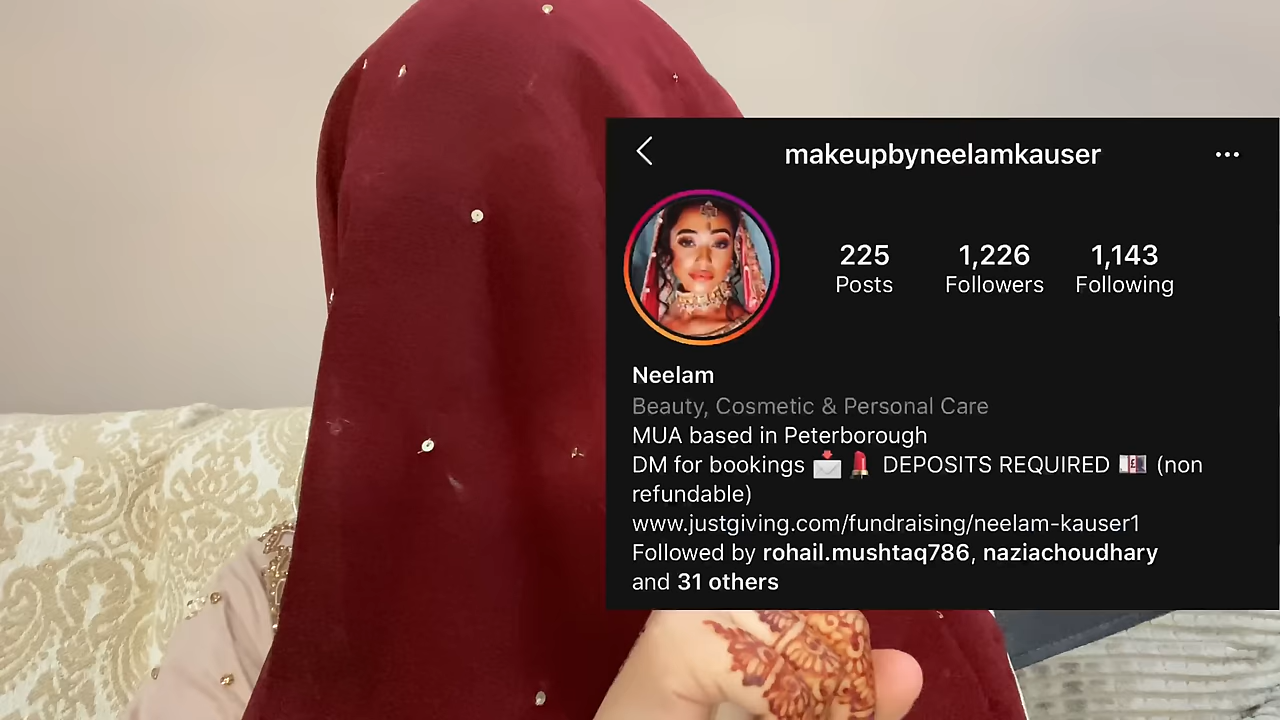 makeupbyneelamkauser
225 1,226 1,143
Posts Followers Following
Neelam
Beauty, Cosmetic & Personal Care
MUA based in Peterborough
DM for bookings 📩💄 DEPOSITS REQUIRED 💷 (non
refundable)
www.justgiving.com/fundraising/neelam-kauser1
Followed by rohail.mushtaq786, naziachoudhary
and 31 others